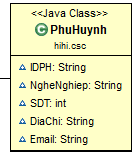 <<Java Class>>
PhuHuynh
hihi.csc
IDPH: String
NgheNghiep: String
SDT: int
DiaChi: String
Email: String